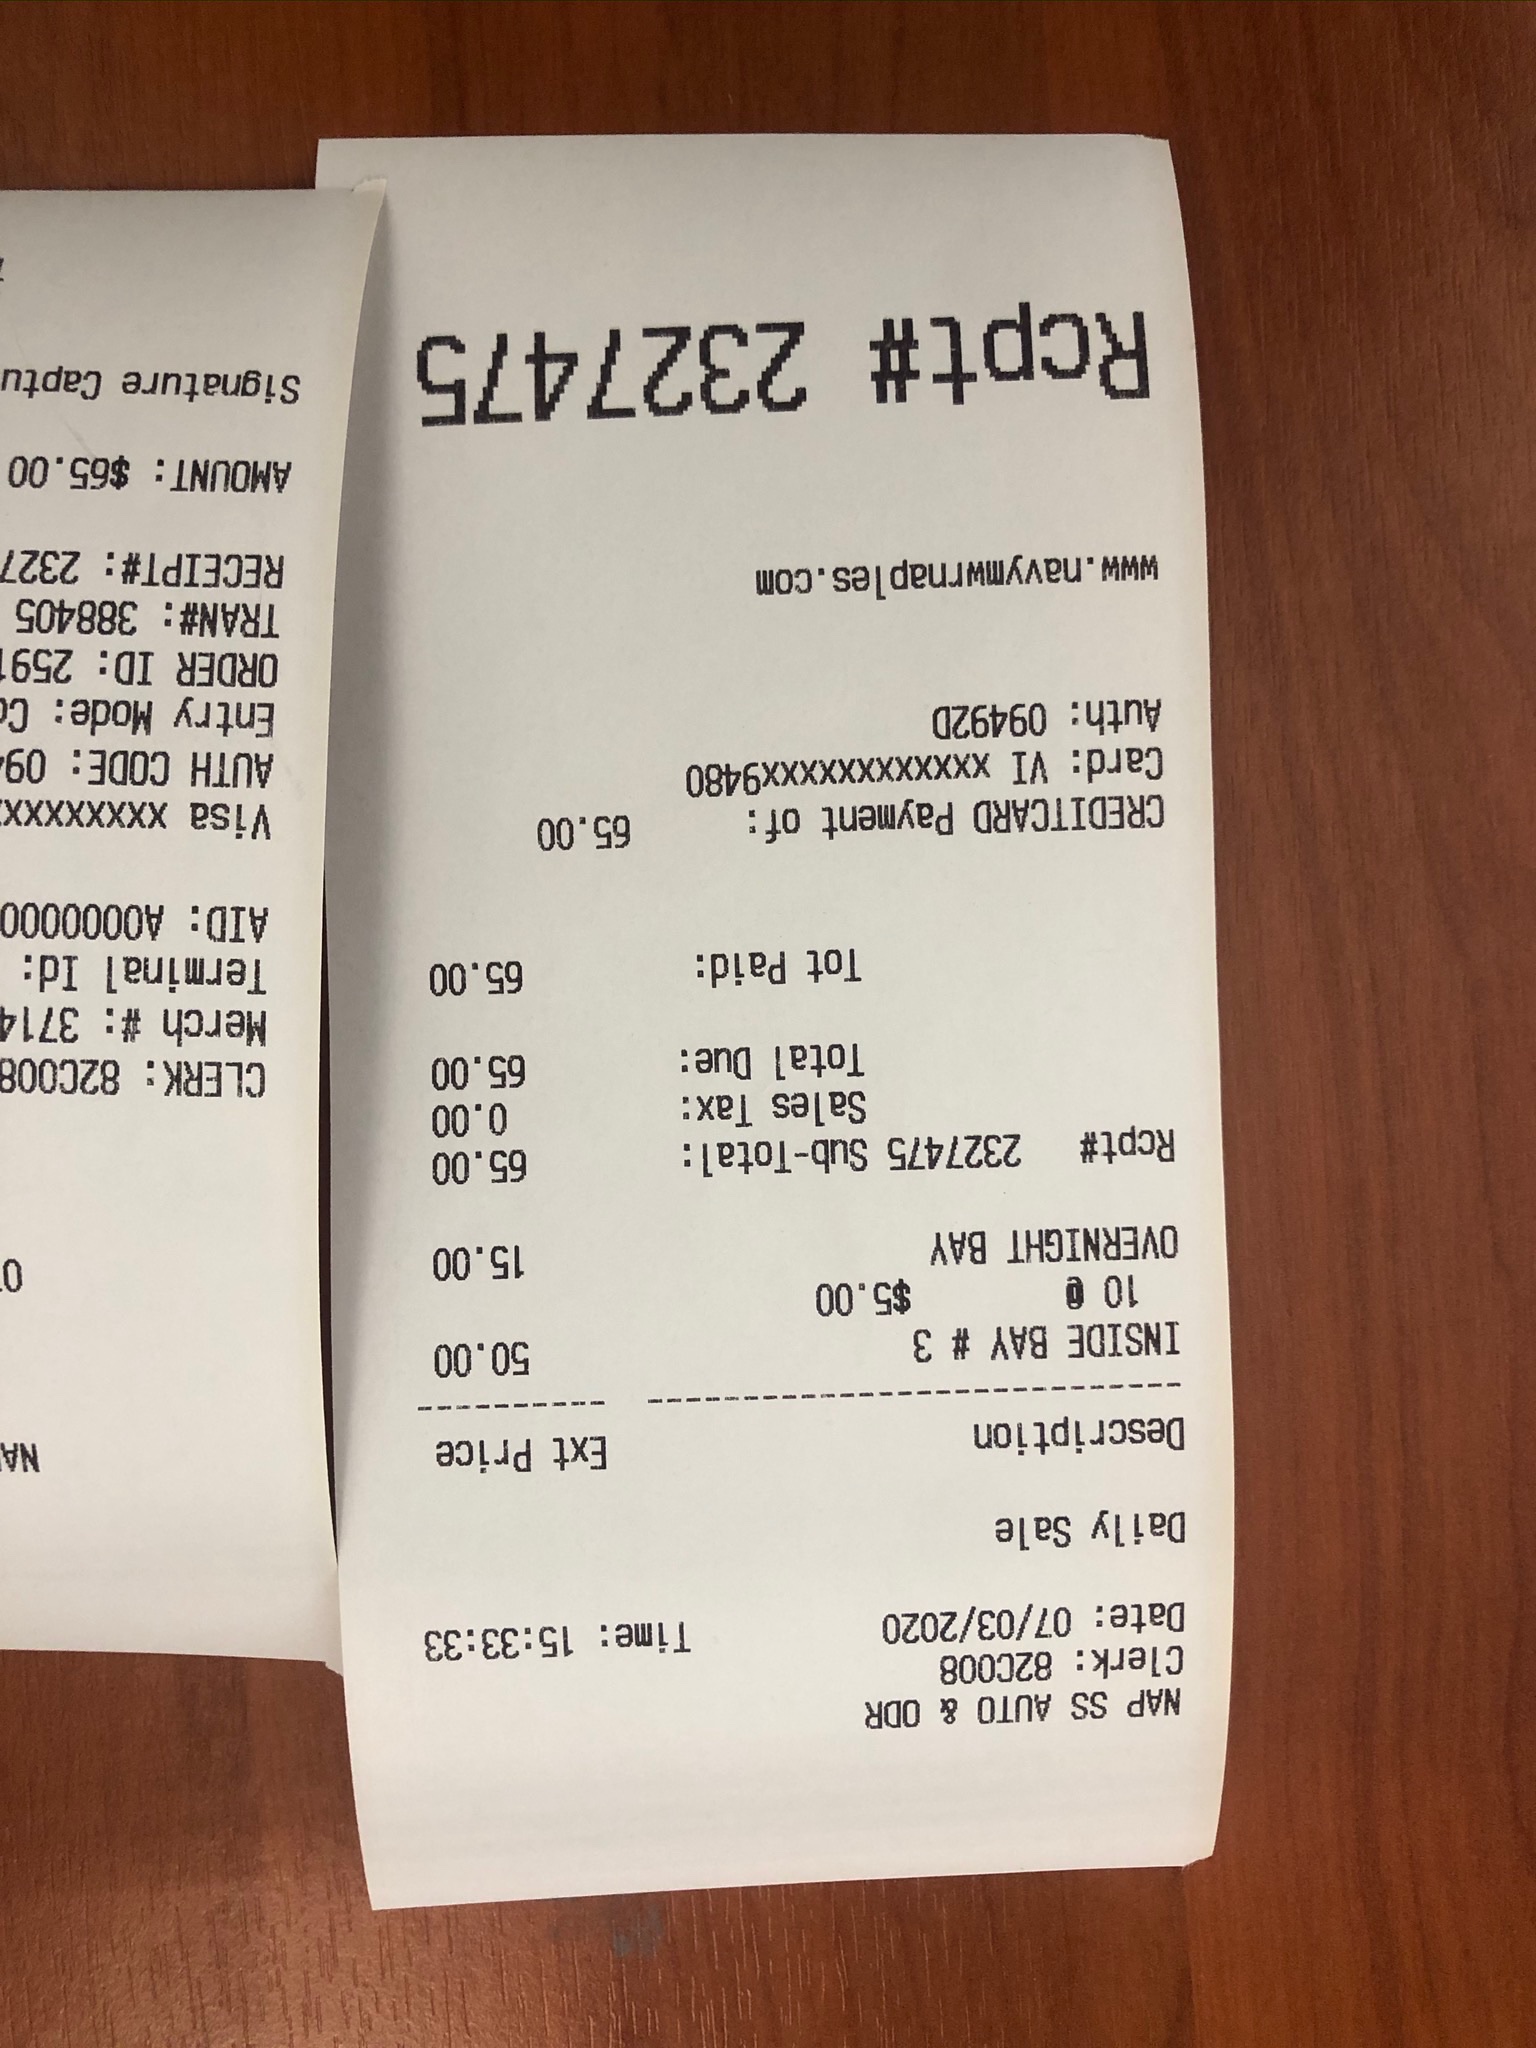 NAP SS AUTO & ODR
Clerk: 82C008
Date: 07/03/2020 Time: 15:33:33
Daily Sale
Description Ext Price
INSIDE BAY # 3 50.00
10 @ $5.00
OVERNIGHT BAY 15.00
Rcpt# 2327475 Sub-Total: 65.00
Sales Tax: 0.00
Total Due: 65.00
Tot Paid: 65.00
CREDITCARD Payment of: 65.00
Card: VI xxxxxxxxxxxx9480
Auth: 09492D
www.navymwrnaples.com
Rcpt# 2327475
CLERK: 82C008
Merch #: 3714
Terminal Id:
AID: A0000000
Visa xxxxxxxx
AUTH CODE: 094
Entry Mode:
ORDER ID: 2591
TRAN#: 388405
RECEIPT#: 2327
AMOUNT: $65.00
Signature Captu